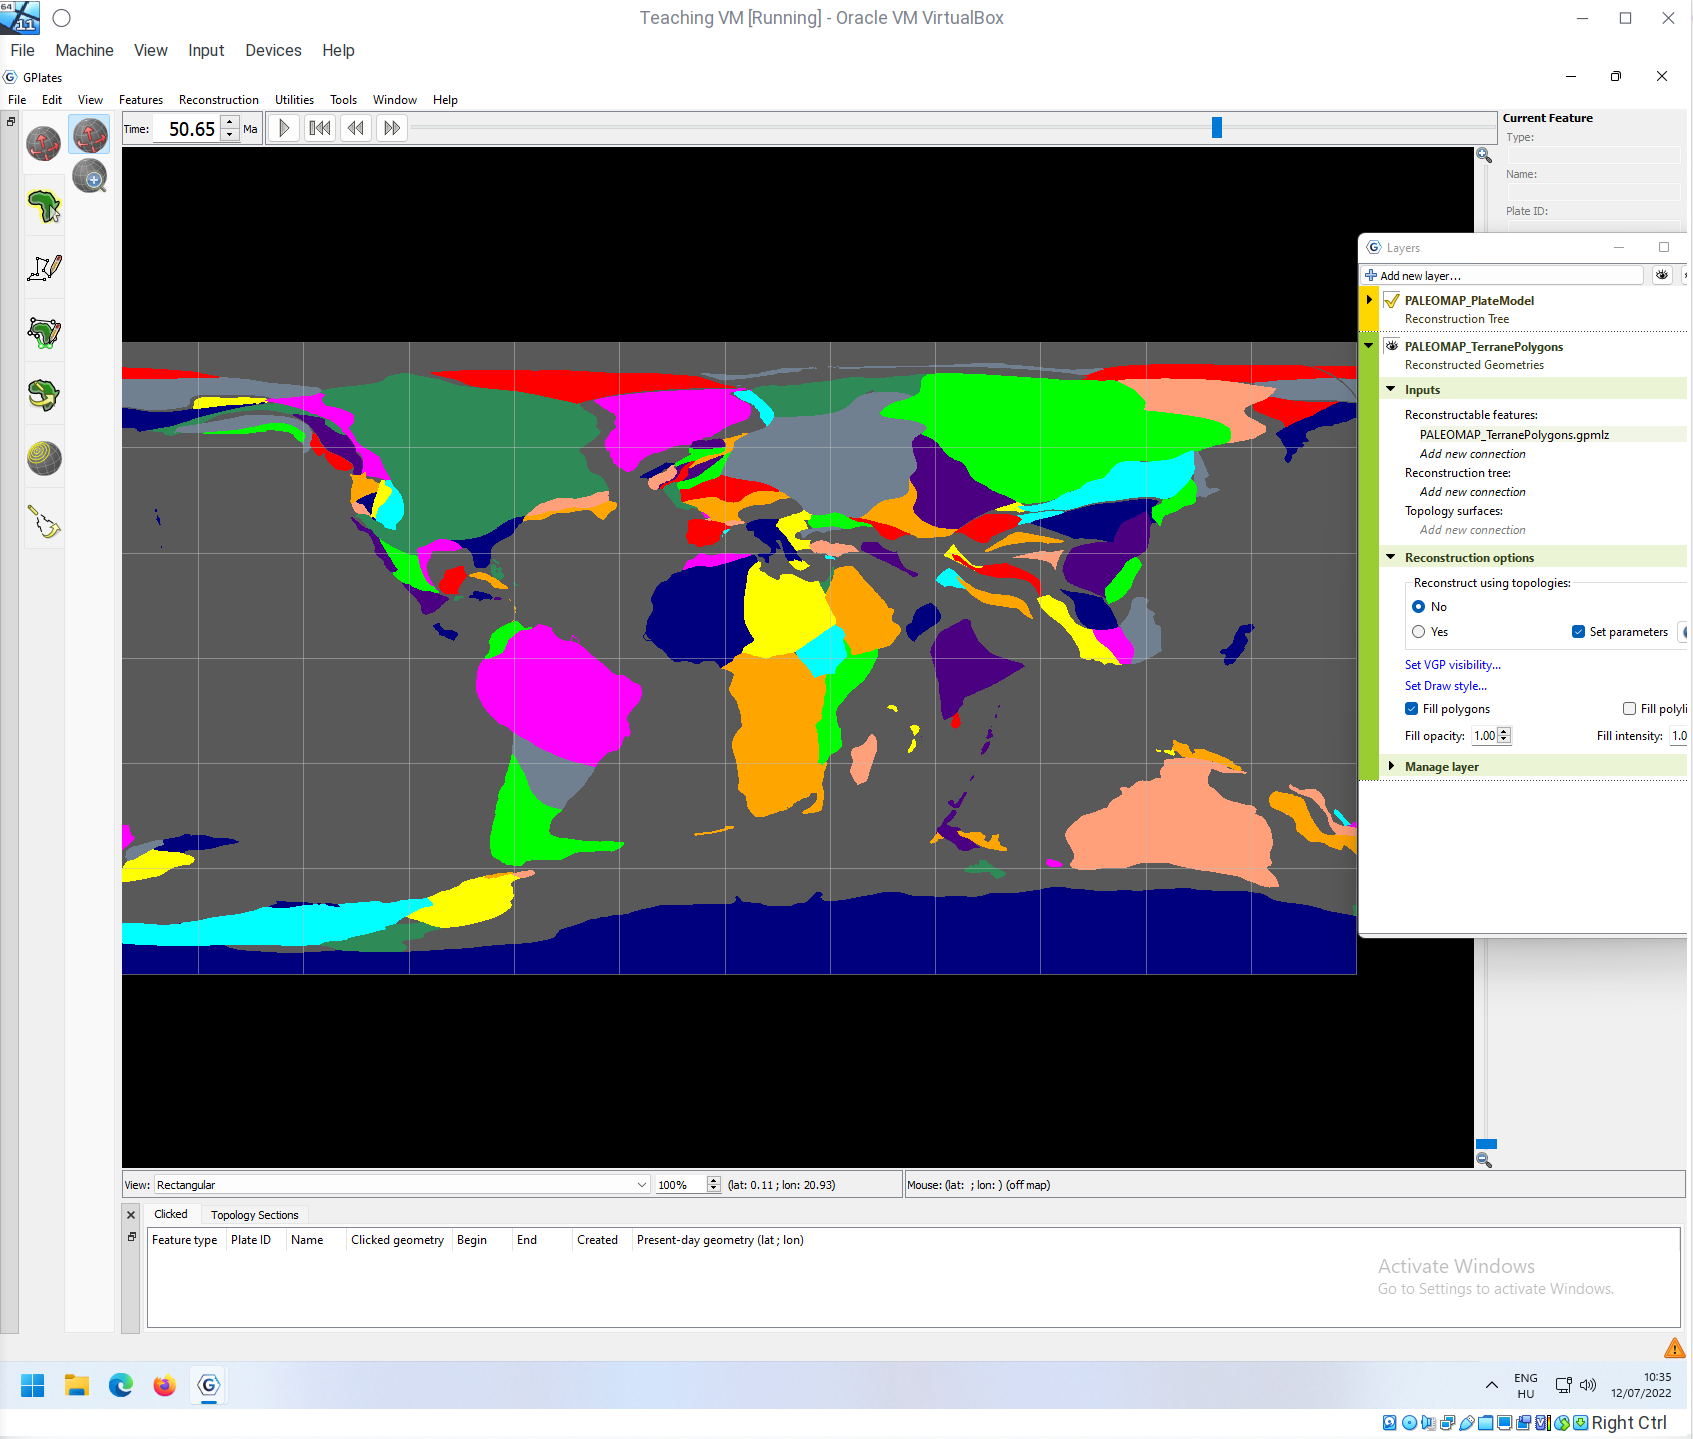 Teaching VM [Running] - Oracle VM VirtualBox
File Machine View Input Devices Help
GPlates
File Edit View Features Reconstruction Utilities Tools Window Help
Time: 50.65 Ma
Current Feature
Type:
Name:
Plate ID:
Layers
Add new layer...
PALEOMAP_PlateModel
Reconstruction Tree
PALEOMAP_TerranePolygons
Reconstructed Geometries
Inputs
Reconstructable features:
PALEOMAP_TerranePolygons.gpmlz
Add new connection
Reconstruction tree:
Add new connection
Topology surfaces:
Add new connection
Reconstruction options
Reconstruct using topologies:
No
Yes Set parameters
Set VGP visibility...
Set Draw style...
Fill polygons Fill polyli
Fill opacity: 1.00 Fill intensity: 1.0
Manage layer
View: Rectangular 100% (lat: 0.11 ; lon: 20.93) Mouse: (lat: ; lon: ) (off map)
Clicked Topology Sections
Feature type Plate ID Name Clicked geometry Begin End Created Present-day geometry (lat ; lon)
Activate Windows
Go to Settings to activate Windows.
ENG
HU
10:35
12/07/2022
Right Ctrl
64
11